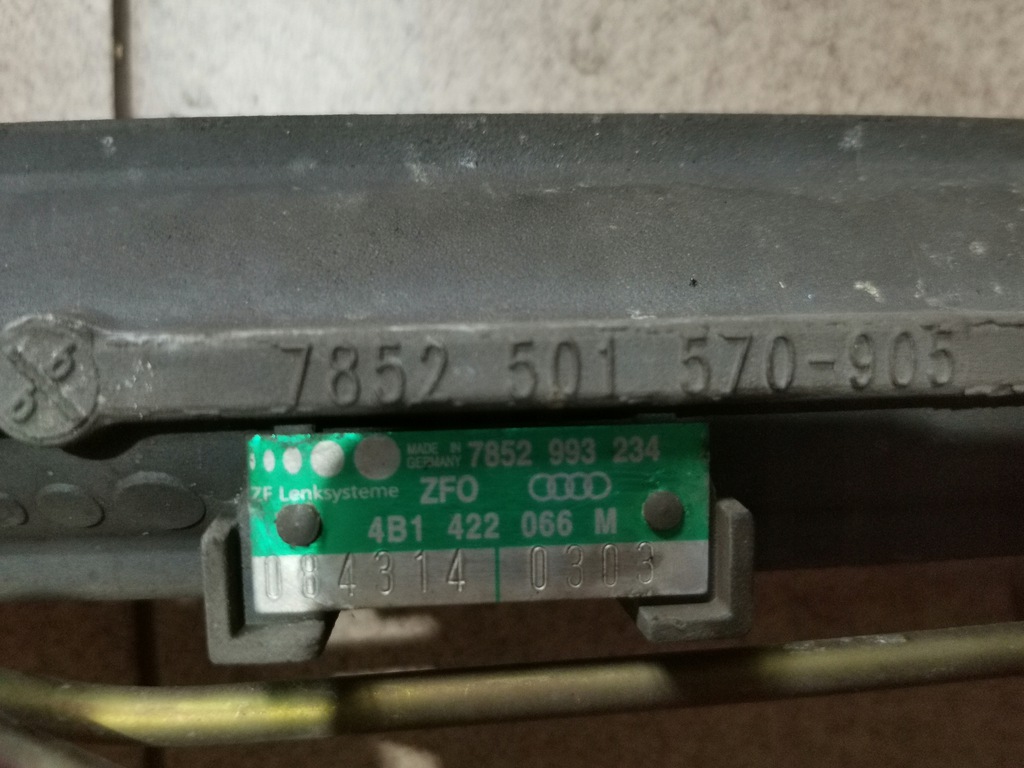 7852 501 570-905
MADE IN GERMANY 7852 993 234
ZF Lenksysteme ZFO
4B1 422 066 M
084314 0303